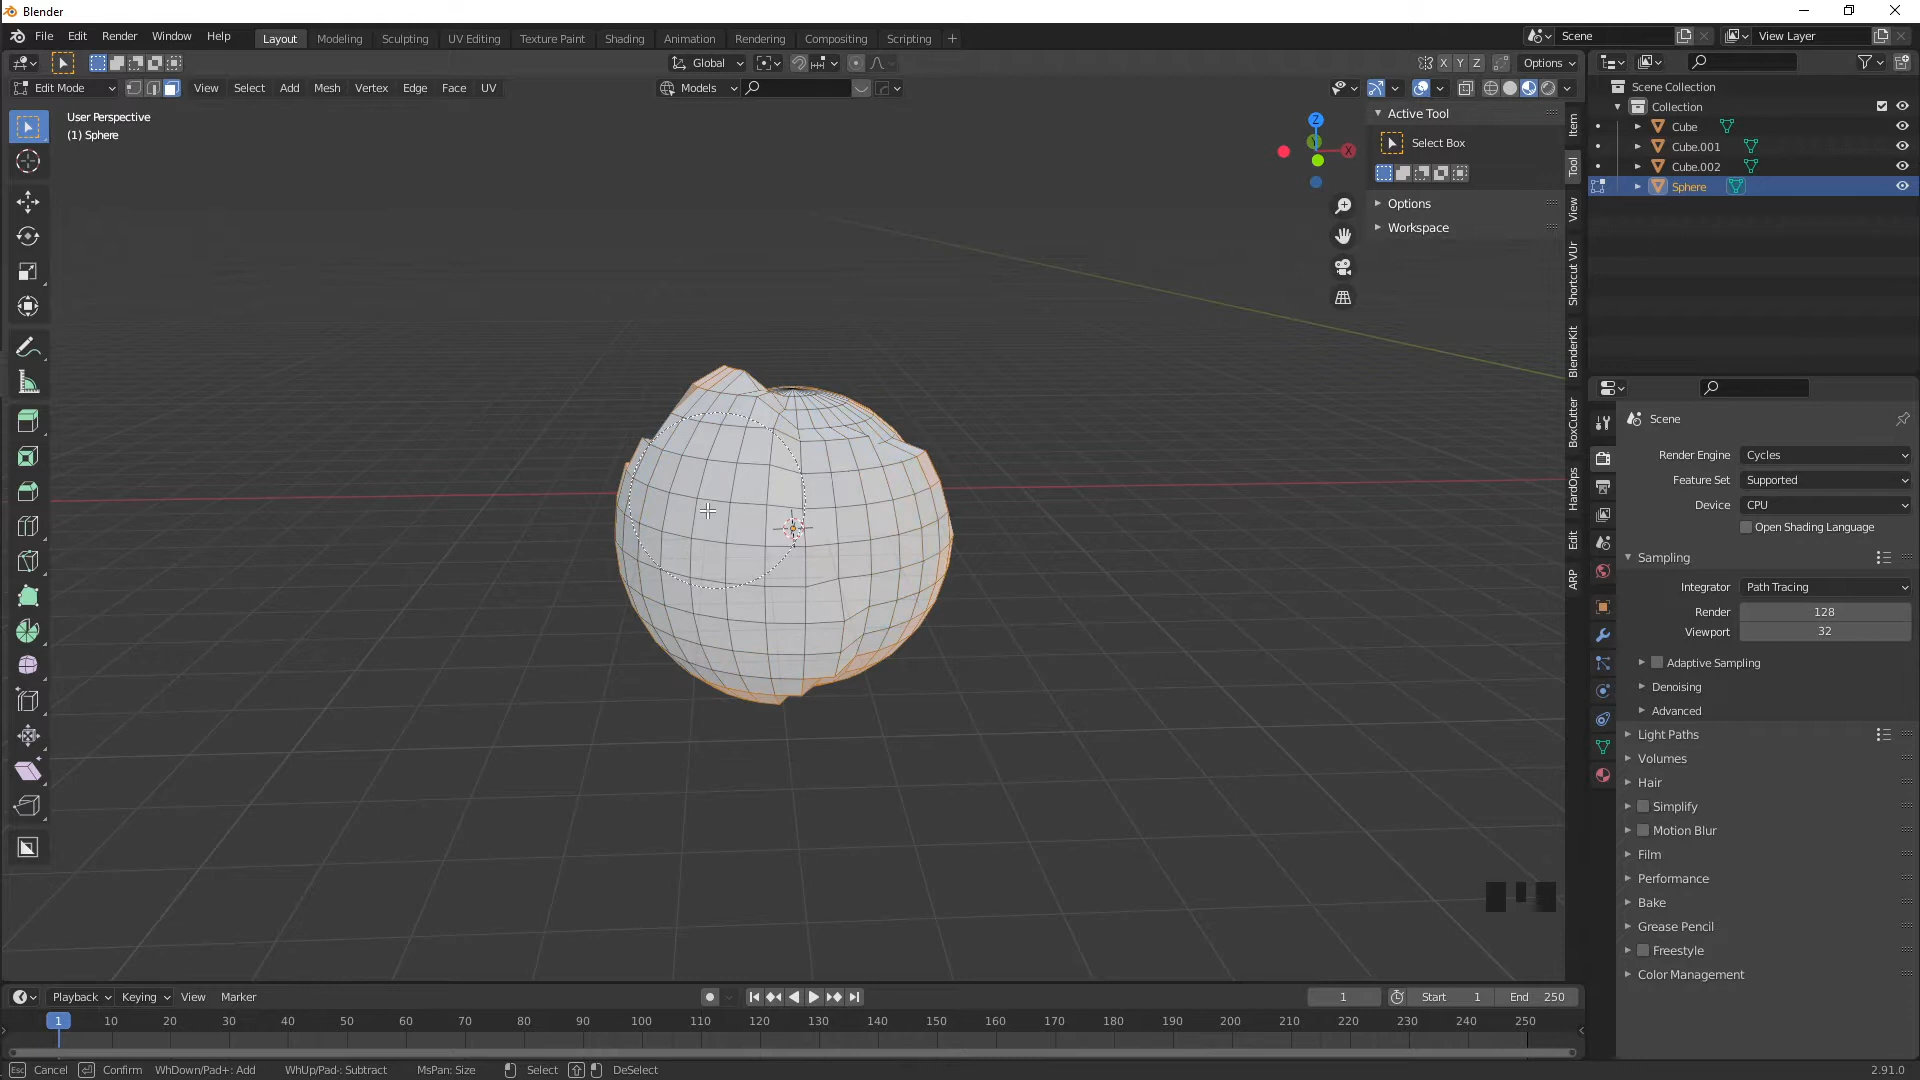 Blender
File Edit Render Window Help
Layout Modeling Sculpting UV Editing Texture Paint Shading Animation Rendering Compositing Scripting +
Scene
View Layer
Global
X Y Z
Options
Edit Mode
View Select Add Mesh Vertex Edge Face UV
Models
User Perspective
(1) Sphere
Z
X
Active Tool
Select Box
Options
Workspace
Item
Tool
View
Shortcut VUr
BlenderKit
BoxCutter
HardOps
Edit
ARP
Scene Collection
Collection
Cube
Cube.001
Cube.002
Sphere
Scene
Render Engine Cycles
Feature Set Supported
Device CPU
Open Shading Language
Sampling
Integrator Path Tracing
Render 128
Viewport 32
Adaptive Sampling
Denoising
Advanced
Light Paths
Volumes
Hair
Simplify
Motion Blur
Film
Performance
Bake
Grease Pencil
Freestyle
Color Management
Playback Keying View Marker
1 Start 1 End 250
1 10 20 30 40 50 60 70 80 90 100 110 120 130 140 150 160 170 180 190 200 210 220 230 240 250
Esc Cancel Confirm WhDown/Pad+: Add WhUp/Pad-: Subtract MsPan: Size Select DeSelect 2.91.0